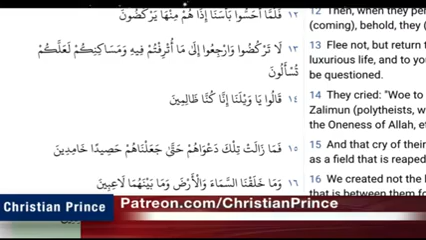 ١٢ فَلَمَّا أَحَسُّوا بَأْسَنَا إِذَا هُمْ مِنْهَا يَرْكُضُونَ
١٣ لَا تَرْكُضُوا وَارْجِعُوا إِلَىٰ مَا أُتْرِفْتُمْ فِيهِ وَمَسَاكِنِكُمْ لَعَلَّكُمْ
تُسْأَلُونَ
١٤ قَالُوا يَا وَيْلَنَا إِنَّا كُنَّا ظَالِمِينَ
١٥ فَمَا زَالَتْ تِلْكَ دَعْوَاهُمْ حَتَّىٰ جَعَلْنَاهُمْ حَصِيدًا خَامِدِينَ
١٦ وَمَا خَلَقْنَا السَّمَاءَ وَالْأَرْضَ وَمَا بَيْنَهُمَا لَاعِبِينَ
12 Then, when they per
(coming), behold, they (
13 Flee not, but return t
luxurious life, and to yo
be questioned.
14 They cried: "Woe to
Zalimun (polytheists, w
the Oneness of Allah, et
15 And that cry of their
as a field that is reaped
16 We created not the h
that is between them fo
Christian Prince
Patreon.com/ChristianPrince